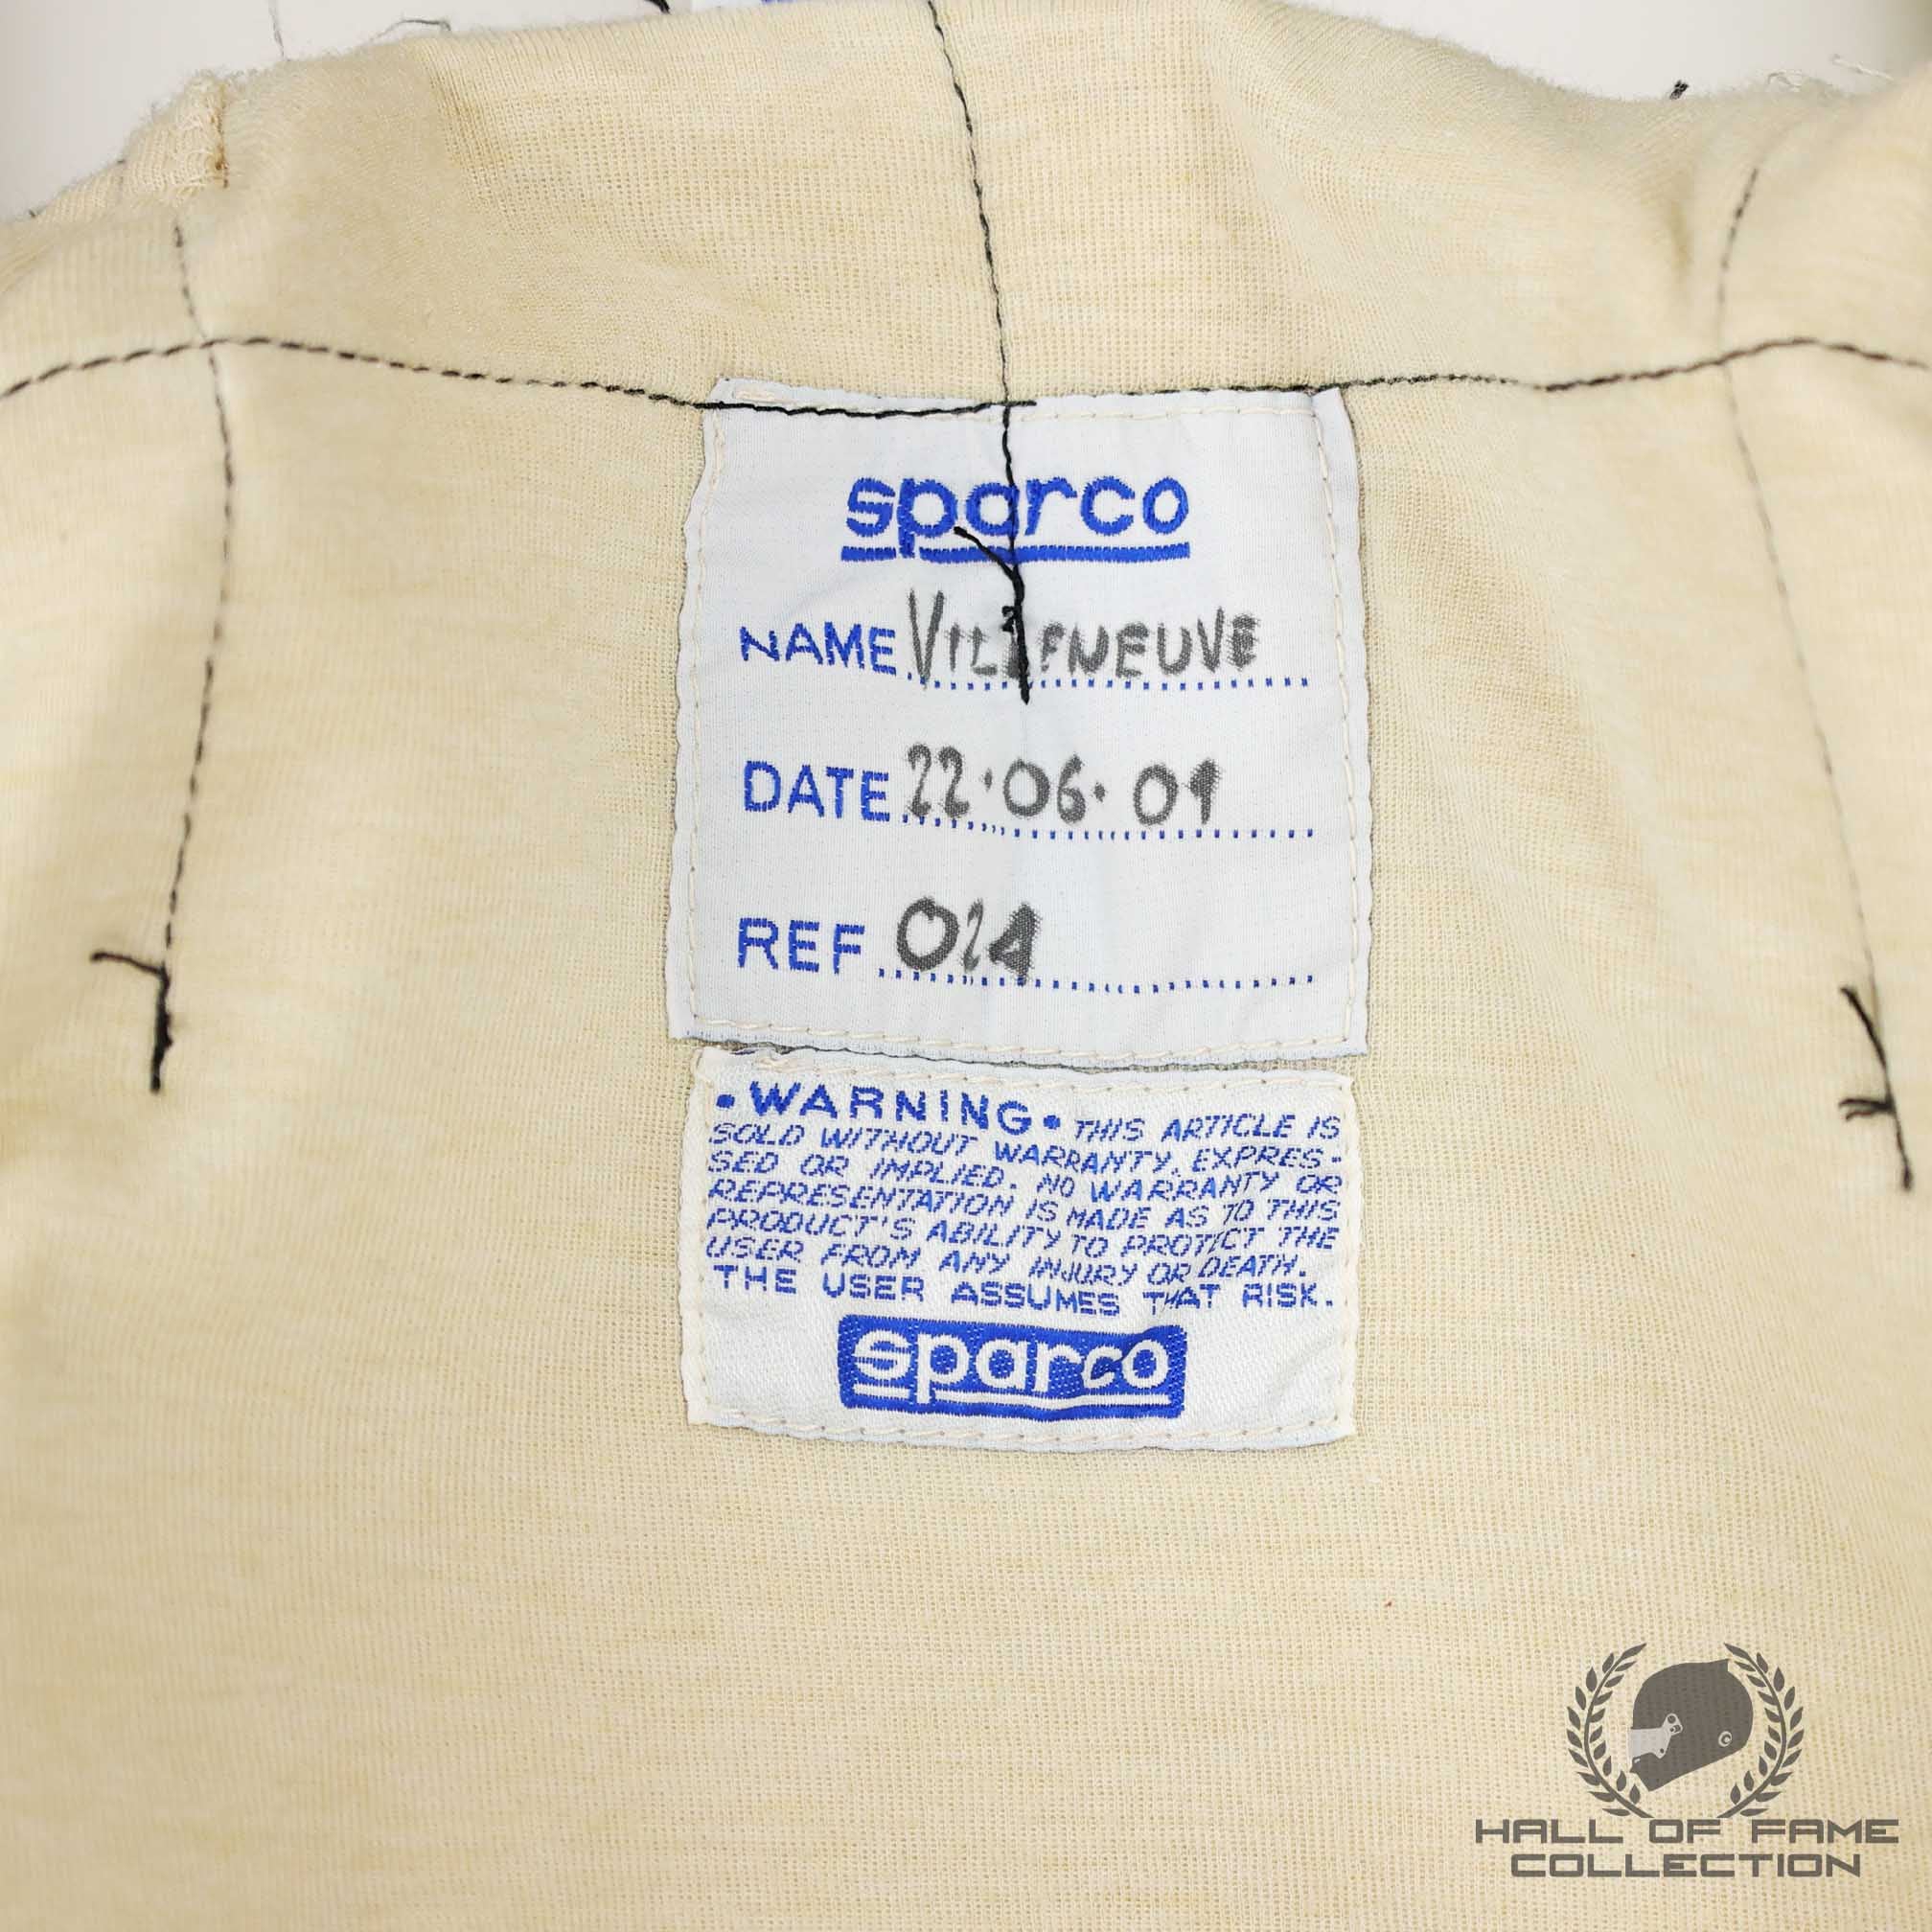 sparco
NAME VILLENEUVE
DATE 22.06.01
REF 024
• WARNING • THIS ARTICLE IS
SOLD WITHOUT WARRANTY, EXPRES-
SED OR IMPLIED. NO WARRANTY OR
REPRESENTATION IS MADE AS TO THIS
PRODUCT'S ABILITY TO PROTECT THE
USER FROM ANY INJURY OR DEATH.
THE USER ASSUMES THAT RISK.
sparco
HALL OF FAME
COLLECTION